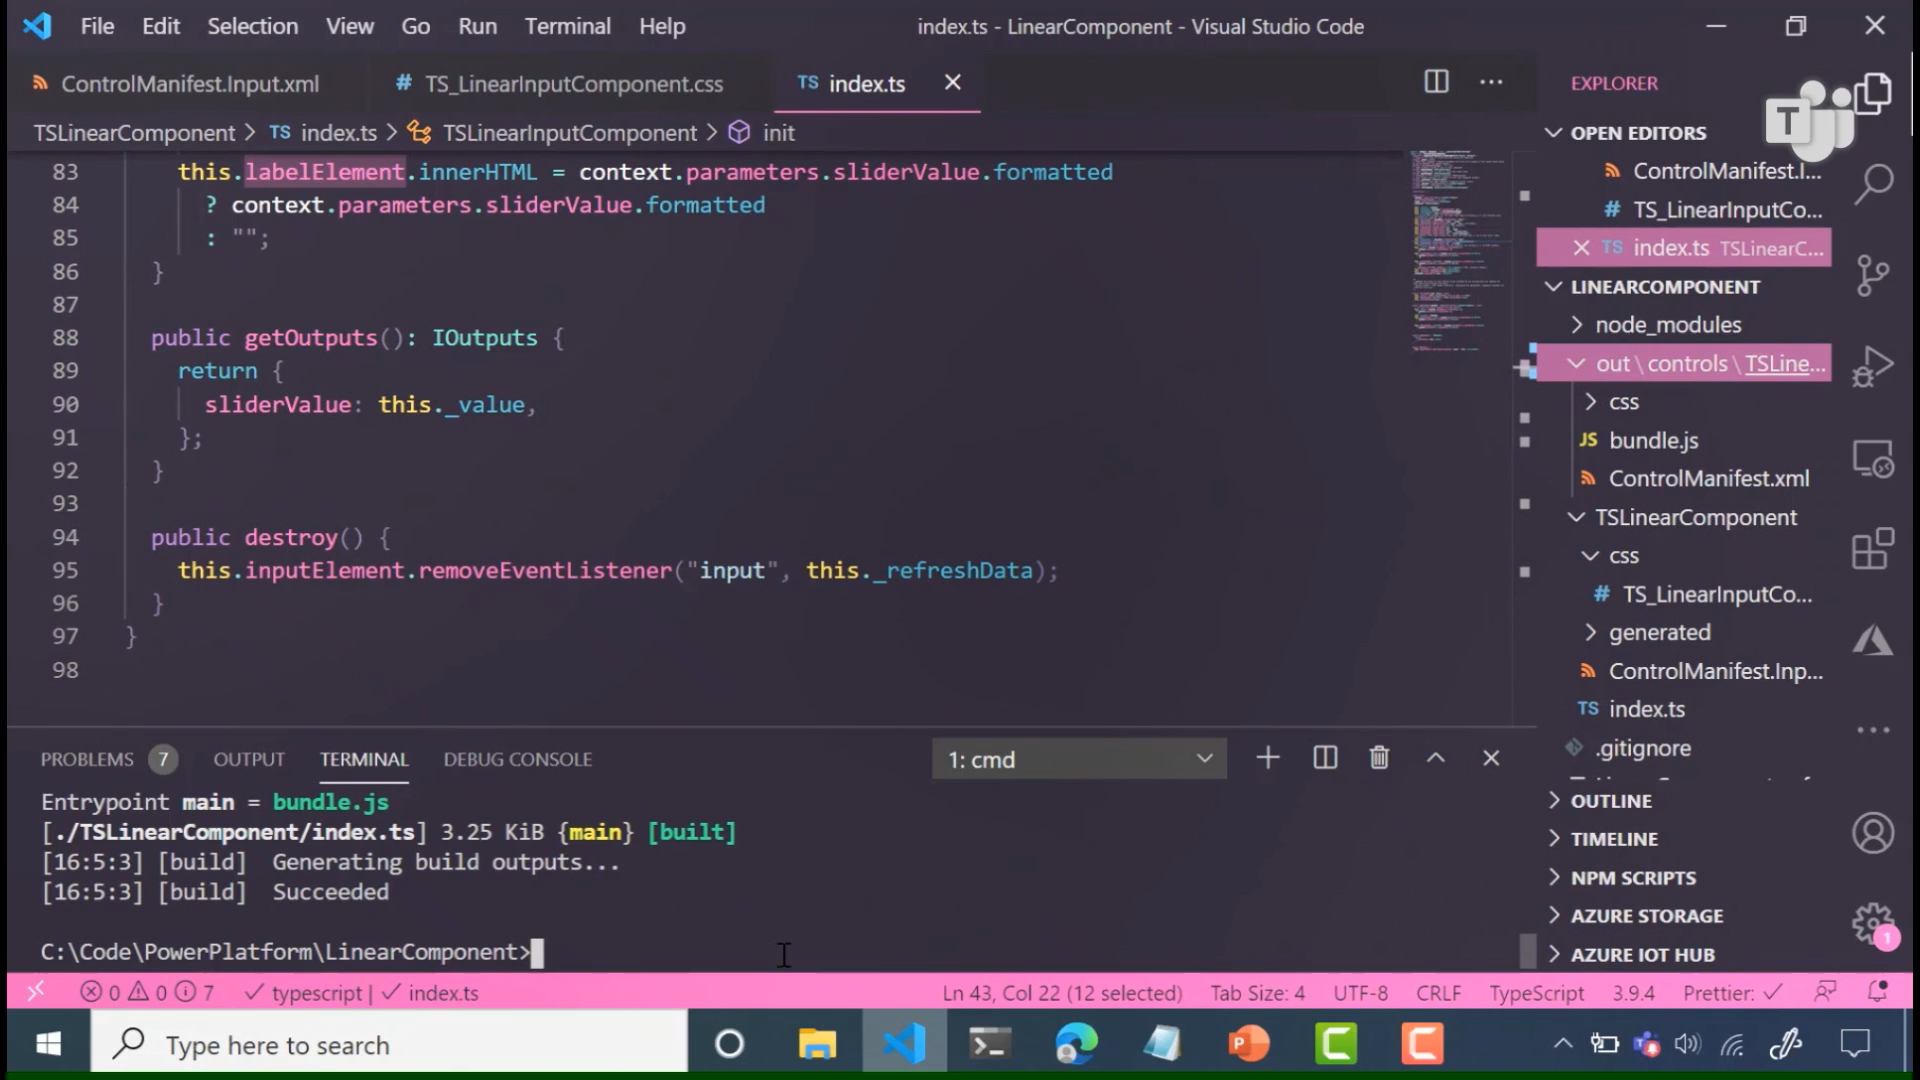 File Edit Selection View Go Run Terminal Help
index.ts - LinearComponent - Visual Studio Code
ControlManifest.Input.xml
# TS_LinearInputComponent.css
TS index.ts
TSLinearComponent > TS index.ts > TSLinearInputComponent > init
83 this.labelElement.innerHTML = context.parameters.sliderValue.formatted
84 ? context.parameters.sliderValue.formatted
85 : "";
86 }
87
88 public getOutputs(): IOutputs {
89 return {
90 sliderValue: this._value,
91 };
92 }
93
94 public destroy() {
95 this.inputElement.removeEventListener("input", this._refreshData);
96 }
97 }
98
PROBLEMS 7 OUTPUT TERMINAL DEBUG CONSOLE
1: cmd
Entrypoint main = bundle.js
[./TSLinearComponent/index.ts] 3.25 KiB {main} [built]
[16:5:3] [build] Generating build outputs...
[16:5:3] [build] Succeeded
C:\Code\PowerPlatform\LinearComponent>
EXPLORER
T
OPEN EDITORS
ControlManifest.I...
# TS_LinearInputCo...
TS index.ts TSLinearC...
LINEARCOMPONENT
node_modules
out \ controls \ TSLine...
css
JS bundle.js
ControlManifest.xml
TSLinearComponent
css
# TS_LinearInputCo...
generated
ControlManifest.Inp...
TS index.ts
.gitignore
OUTLINE
TIMELINE
NPM SCRIPTS
AZURE STORAGE
1
AZURE IOT HUB
0 0 7 typescript | index.ts
Ln 43, Col 22 (12 selected) Tab Size: 4 UTF-8 CRLF TypeScript 3.9.4 Prettier: ✓
Type here to search
P C C